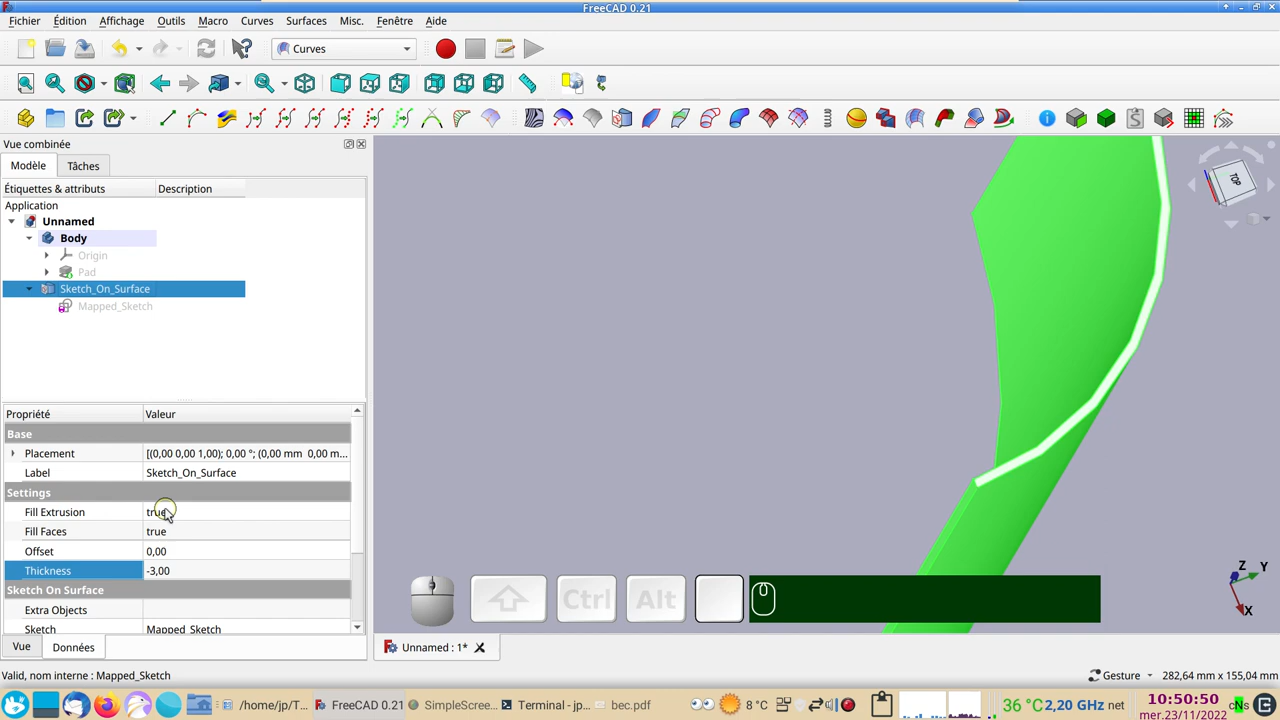 FreeCAD 0.21
Fichier Édition Affichage Outils Macro Curves Surfaces Misc. Fenêtre Aide
Curves
Vue combinée
Modèle Tâches
Étiquettes & attributs Description
Application
Unnamed
Body
Origin
Pad
Sketch_On_Surface
Mapped_Sketch
Propriété Valeur
Base
Placement [(0,00 0,00 1,00); 0,00 °; (0,00 mm 0,00 m...
Label Sketch_On_Surface
Settings
Fill Extrusion true
Fill Faces true
Offset 0,00
Thickness -3,00
Sketch On Surface
Extra Objects
Sketch Mapped_Sketch
Vue Données
TOP
Z
Y
X
Ctrl Alt
Unnamed : 1*
Valid, nom interne : Mapped_Sketch
Gesture 282,64 mm x 155,04 mm
/home/jp/T... FreeCAD 0.21 SimpleScree... Terminal - jp... bec.pdf 8°C 36 °C 2,20 GHz 10:50:50
mer.23/11/2022